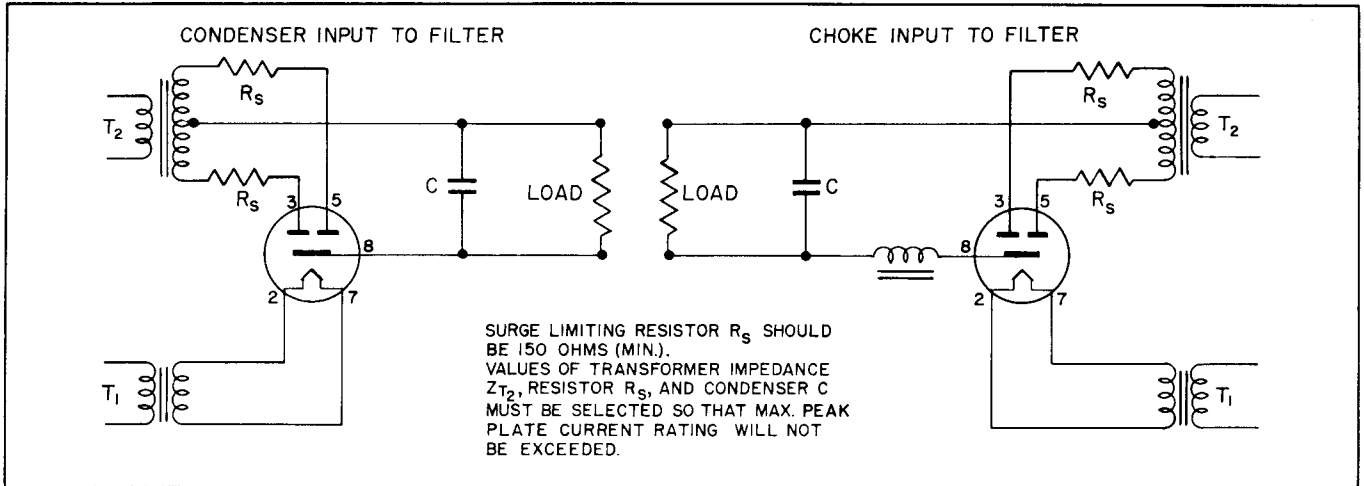 CONDENSER INPUT TO FILTER
CHOKE INPUT TO FILTER
RS
T2
RS
3 5
8
C
LOAD
2 7
T1
RS
T2
RS
3 5
8
C
LOAD
2 7
T1
SURGE LIMITING RESISTOR RS SHOULD
BE 150 OHMS (MIN.).
VALUES OF TRANSFORMER IMPEDANCE
ZT2, RESISTOR RS, AND CONDENSER C
MUST BE SELECTED SO THAT MAX. PEAK
PLATE CURRENT RATING WILL NOT
BE EXCEEDED.